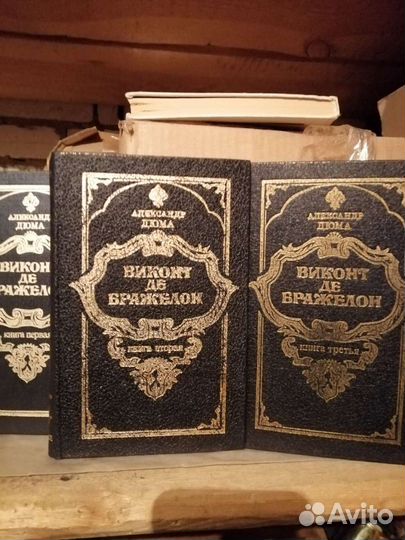 АЛЕКСАНДР
ДЮМА
ВИКОНТ
ДЕ
БРАЖЕЛОН
книга первая
АЛЕКСАНДР
ДЮМА
ВИКОНТ
ДЕ
БРАЖЕЛОН
книга вторая
АЛЕКСАНДР
ДЮМА
ВИКОНТ
ДЕ
БРАЖЕЛОН
книга третья
Avito